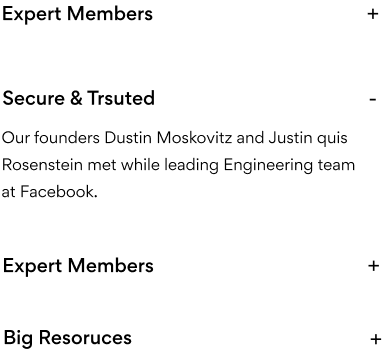 Expert Members +
Secure & Trsuted -
Our founders Dustin Moskovitz and Justin quis
Rosenstein met while leading Engineering team
at Facebook.
Expert Members +
Big Resoruces +